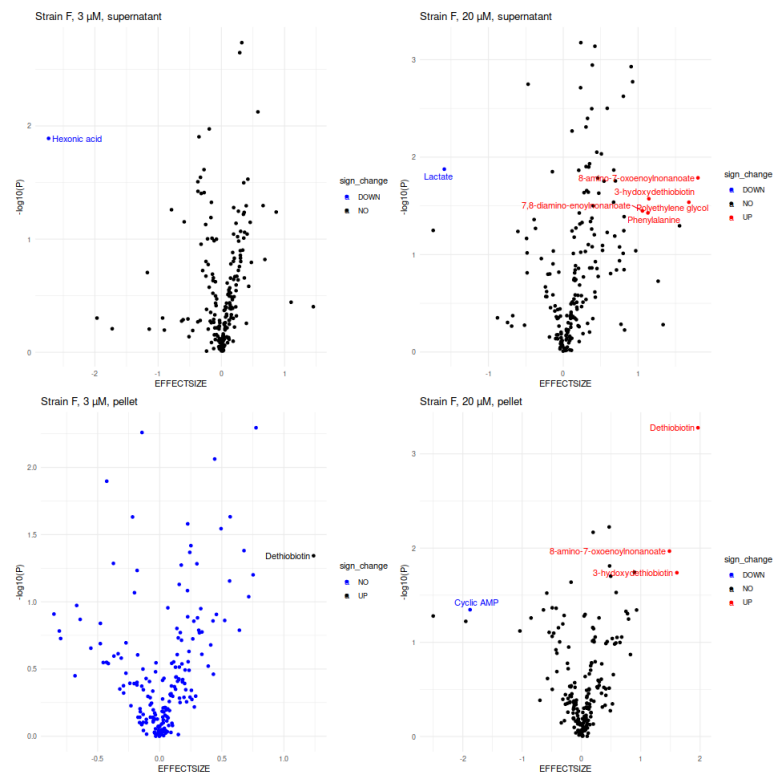 Strain F, 3 µM, supernatant
-log10(P)
2
1
0
Hexonic acid
-2
-1
0
1
EFFECTSIZE
sign_change
DOWN
NO
Strain F, 20 µM, supernatant
-log10(P)
3
2
1
0
Lactate
8-amino-7-oxoenoylnonanoate
3-hydoxydethiobiotin
7,8-diamino-enoylnonanoate
Polyethylene glycol
Phenylalanine
-1
0
1
EFFECTSIZE
sign_change
DOWN
NO
UP
Strain F, 3 µM, pellet
-log10(P)
2.0
1.5
1.0
0.5
0.0
Dethiobiotin
-0.5
0.0
0.5
1.0
EFFECTSIZE
sign_change
NO
UP
Strain F, 20 µM, pellet
-log10(P)
3
2
1
0
Dethiobiotin
8-amino-7-oxoenoylnonanoate
3-hydoxydethiobiotin
Cyclic AMP
-2
-1
0
1
2
EFFECTSIZE
sign_change
DOWN
NO
UP